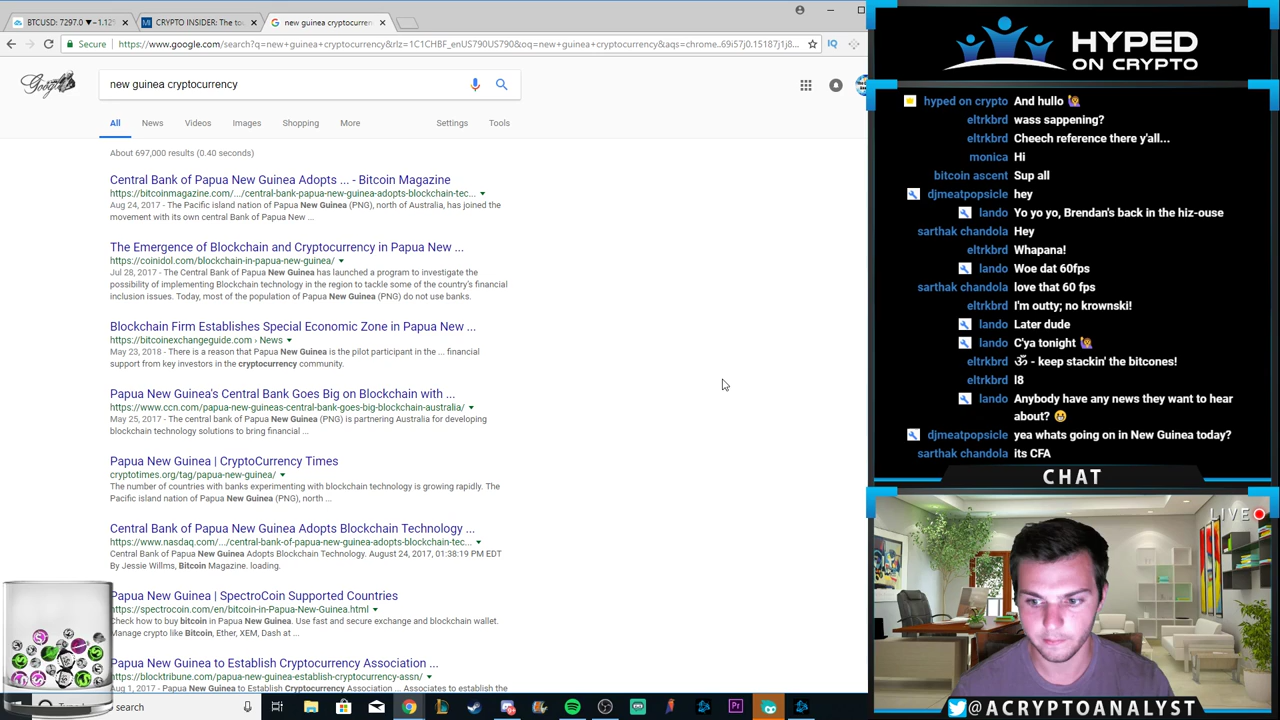 BTCUSD: 7297.0 ▼-1.12%
CRYPTO INSIDER: The to
new guinea cryptocurrency
Secure
https://www.google.com/search?q=new+guinea+cryptocurrency&rlz=1C1CHBF_enUS790US790&oq=new+guinea+cryptocurrency&aqs=chrome..69i57j0.15187j1j8...
new guinea cryptocurrency
All
News
Videos
Images
Shopping
More
Settings
Tools
About 697,000 results (0.40 seconds)
Central Bank of Papua New Guinea Adopts ... - Bitcoin Magazine
https://bitcoinmagazine.com/.../central-bank-papua-new-guinea-adopts-blockchain-tec...
Aug 24, 2017 - The Pacific island nation of Papua New Guinea (PNG), north of Australia, has joined the
movement with its own central Bank of Papua New ...
The Emergence of Blockchain and Cryptocurrency in Papua New ...
https://coinidol.com/blockchain-in-papua-new-guinea/
Jul 28, 2017 - The Central Bank of Papua New Guinea has launched a program to investigate the
possibility of implementing Blockchain technology in the region to tackle some of the country's financial
inclusion issues. Today, most of the population of Papua New Guinea (PNG) do not use banks.
Blockchain Firm Establishes Special Economic Zone in Papua New ...
https://bitcoinexchangeguide.com › News
May 23, 2018 - There is a reason that Papua New Guinea is the pilot participant in the ... financial
support from key investors in the cryptocurrency community.
Papua New Guinea's Central Bank Goes Big on Blockchain with ...
https://www.ccn.com/papua-new-guineas-central-bank-goes-big-blockchain-australia/
May 25, 2017 - The central bank of Papua New Guinea (PNG) is partnering Australia for developing
blockchain technology solutions to bring financial ...
Papua New Guinea | CryptoCurrency Times
cryptotimes.org/tag/papua-new-guinea/
The number of countries with banks experimenting with blockchain technology is growing rapidly. The
Pacific island nation of Papua New Guinea (PNG), north ...
Central Bank of Papua New Guinea Adopts Blockchain Technology ...
https://www.nasdaq.com/.../central-bank-of-papua-new-guinea-adopts-blockchain-tec...
Central Bank of Papua New Guinea Adopts Blockchain Technology. August 24, 2017, 01:38:19 PM EDT
By Jessie Willms, Bitcoin Magazine. loading.
Papua New Guinea | SpectroCoin Supported Countries
https://spectrocoin.com/en/bitcoin-in-Papua-New-Guinea.html
Check how to buy bitcoin in Papua New Guinea. Use fast and secure exchange and blockchain wallet.
Manage crypto like Bitcoin, Ether, XEM, Dash at ...
Papua New Guinea to Establish Cryptocurrency Association ...
https://blocktribune.com/papua-new-guinea-establish-cryptocurrency-assn/
Aug 1, 2017 - Papua New Guinea to Establish Cryptocurrency Association ... Associates to establish the
search
HYPED
ON CRYPTO
hyped on crypto And hullo 🙋
eltrkbrd wass sappening?
eltrkbrd Cheech reference there y'all...
monica Hi
bitcoin ascent Sup all
djmeatpopsicle hey
lando Yo yo yo, Brendan's back in the hiz-ouse
sarthak chandola Hey
eltrkbrd Whapana!
lando Woe dat 60fps
sarthak chandola love that 60 fps
eltrkbrd I'm outty; no krownski!
lando Later dude
lando C'ya tonight 🙋
eltrkbrd ॐ - keep stackin' the bitcones!
eltrkbrd l8
lando Anybody have any news they want to hear
about? 😁
djmeatpopsicle yea whats going on in New Guinea today?
sarthak chandola its CFA
CHAT
LIVE
@ACRYPTOANALYST